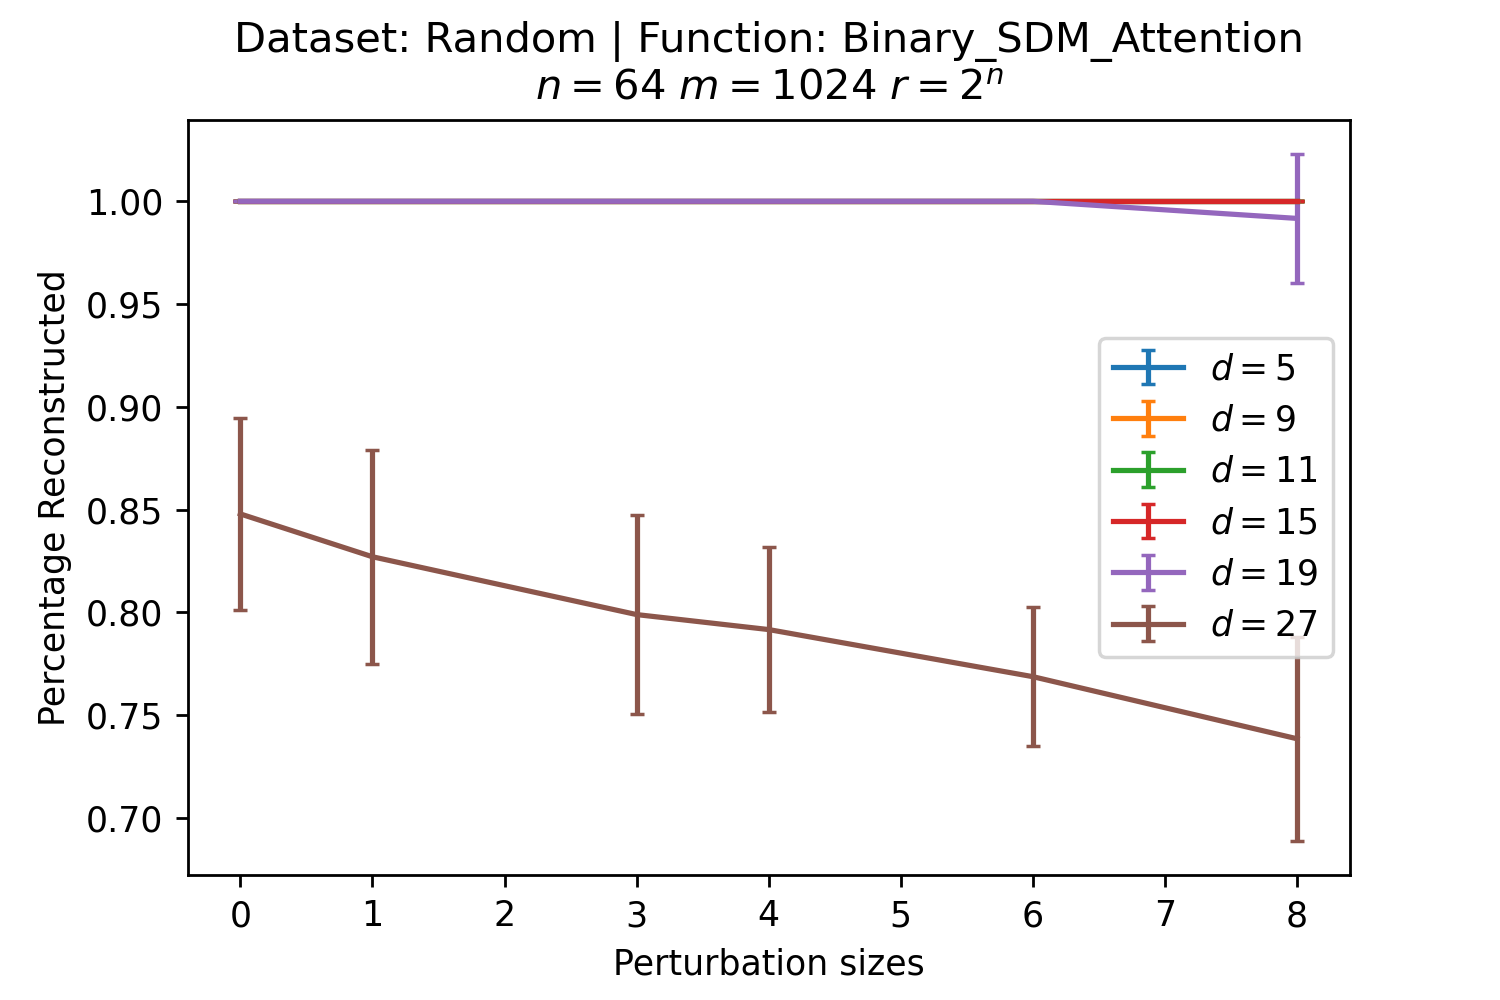 Dataset: Random | Function: Binary_SDM_Attention
n = 64 m = 1024 r = 2ⁿ
Percentage Reconstructed
1.00
0.95
0.90
0.85
0.80
0.75
0.70
d = 5
d = 9
d = 11
d = 15
d = 19
d = 27
0 1 2 3 4 5 6 7 8
Perturbation sizes